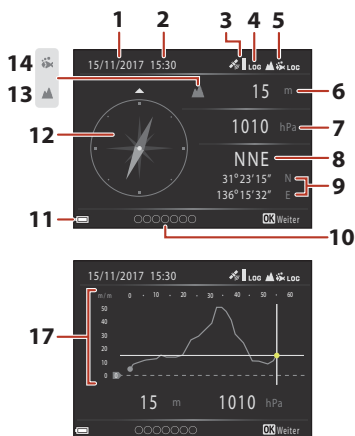 1 2 3 4 5
14 15/11/2017 15:30 LOG LOG
13 15 m 6
1010 hPa 7
12 NNE 8
31°23'15" N 9
136°15'32" E
11 OK Weiter
10
15/11/2017 15:30 LOG LOG
m/m 0 · 10 · 20 · 30 · 40 · 50 · 60
17 50
40
30
20
10
0 0
15 m 1010 hPa
OK Weiter